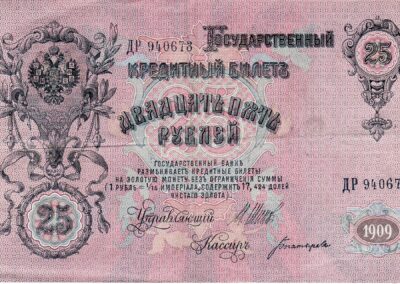 ДР 940673 Государственный
25
Кредитный Билетъ
Двадцать пять
рублей
Государственный Банкъ
размѣниваетъ кредитные билеты
на золотую монету безъ ограниченія суммы
(1 рубль = 1/15 имперіала, содержитъ 17,424 долей
чистаго золота).
ДР 94067
25
Управляющій
Кассиръ
1909